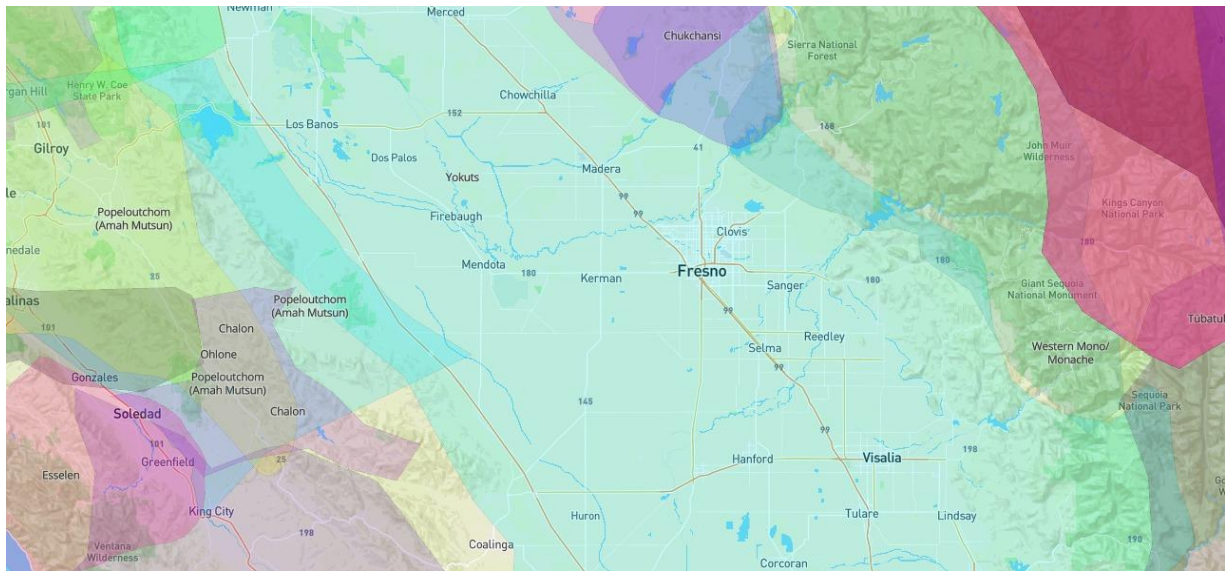 Newman
Merced
Chukchansi
Sierra National
Forest
Henry W. Coe
State Park
gan Hill
101
Gilroy
Chowchilla
152
Los Banos
Dos Palos
Yokuts
Madera
41
168
John Muir
Wilderness
Kings Canyon
National Park
Popeloutchom
(Amah Mutsun)
Firebaugh
99
99
Clovis
nedale
25
Mendota
180
Kerman
Fresno
Sanger
180
180
180
Giant Sequoia
National Monument
alinas
101
Popeloutchom
(Amah Mutsun)
Chalon
Ohlone
99
Selma
Reedley
99
Western Mono/
Monache
Tubatul
Gonzales
Popeloutchom
(Amah Mutsun)
Chalon
Soledad
101
145
99
Sequoia
National Park
Greenfield
25
Esselen
Hanford
Visalia
198
King City
198
Huron
Tulare
Lindsay
Ventana
Wilderness
Coalinga
190
Corcoran